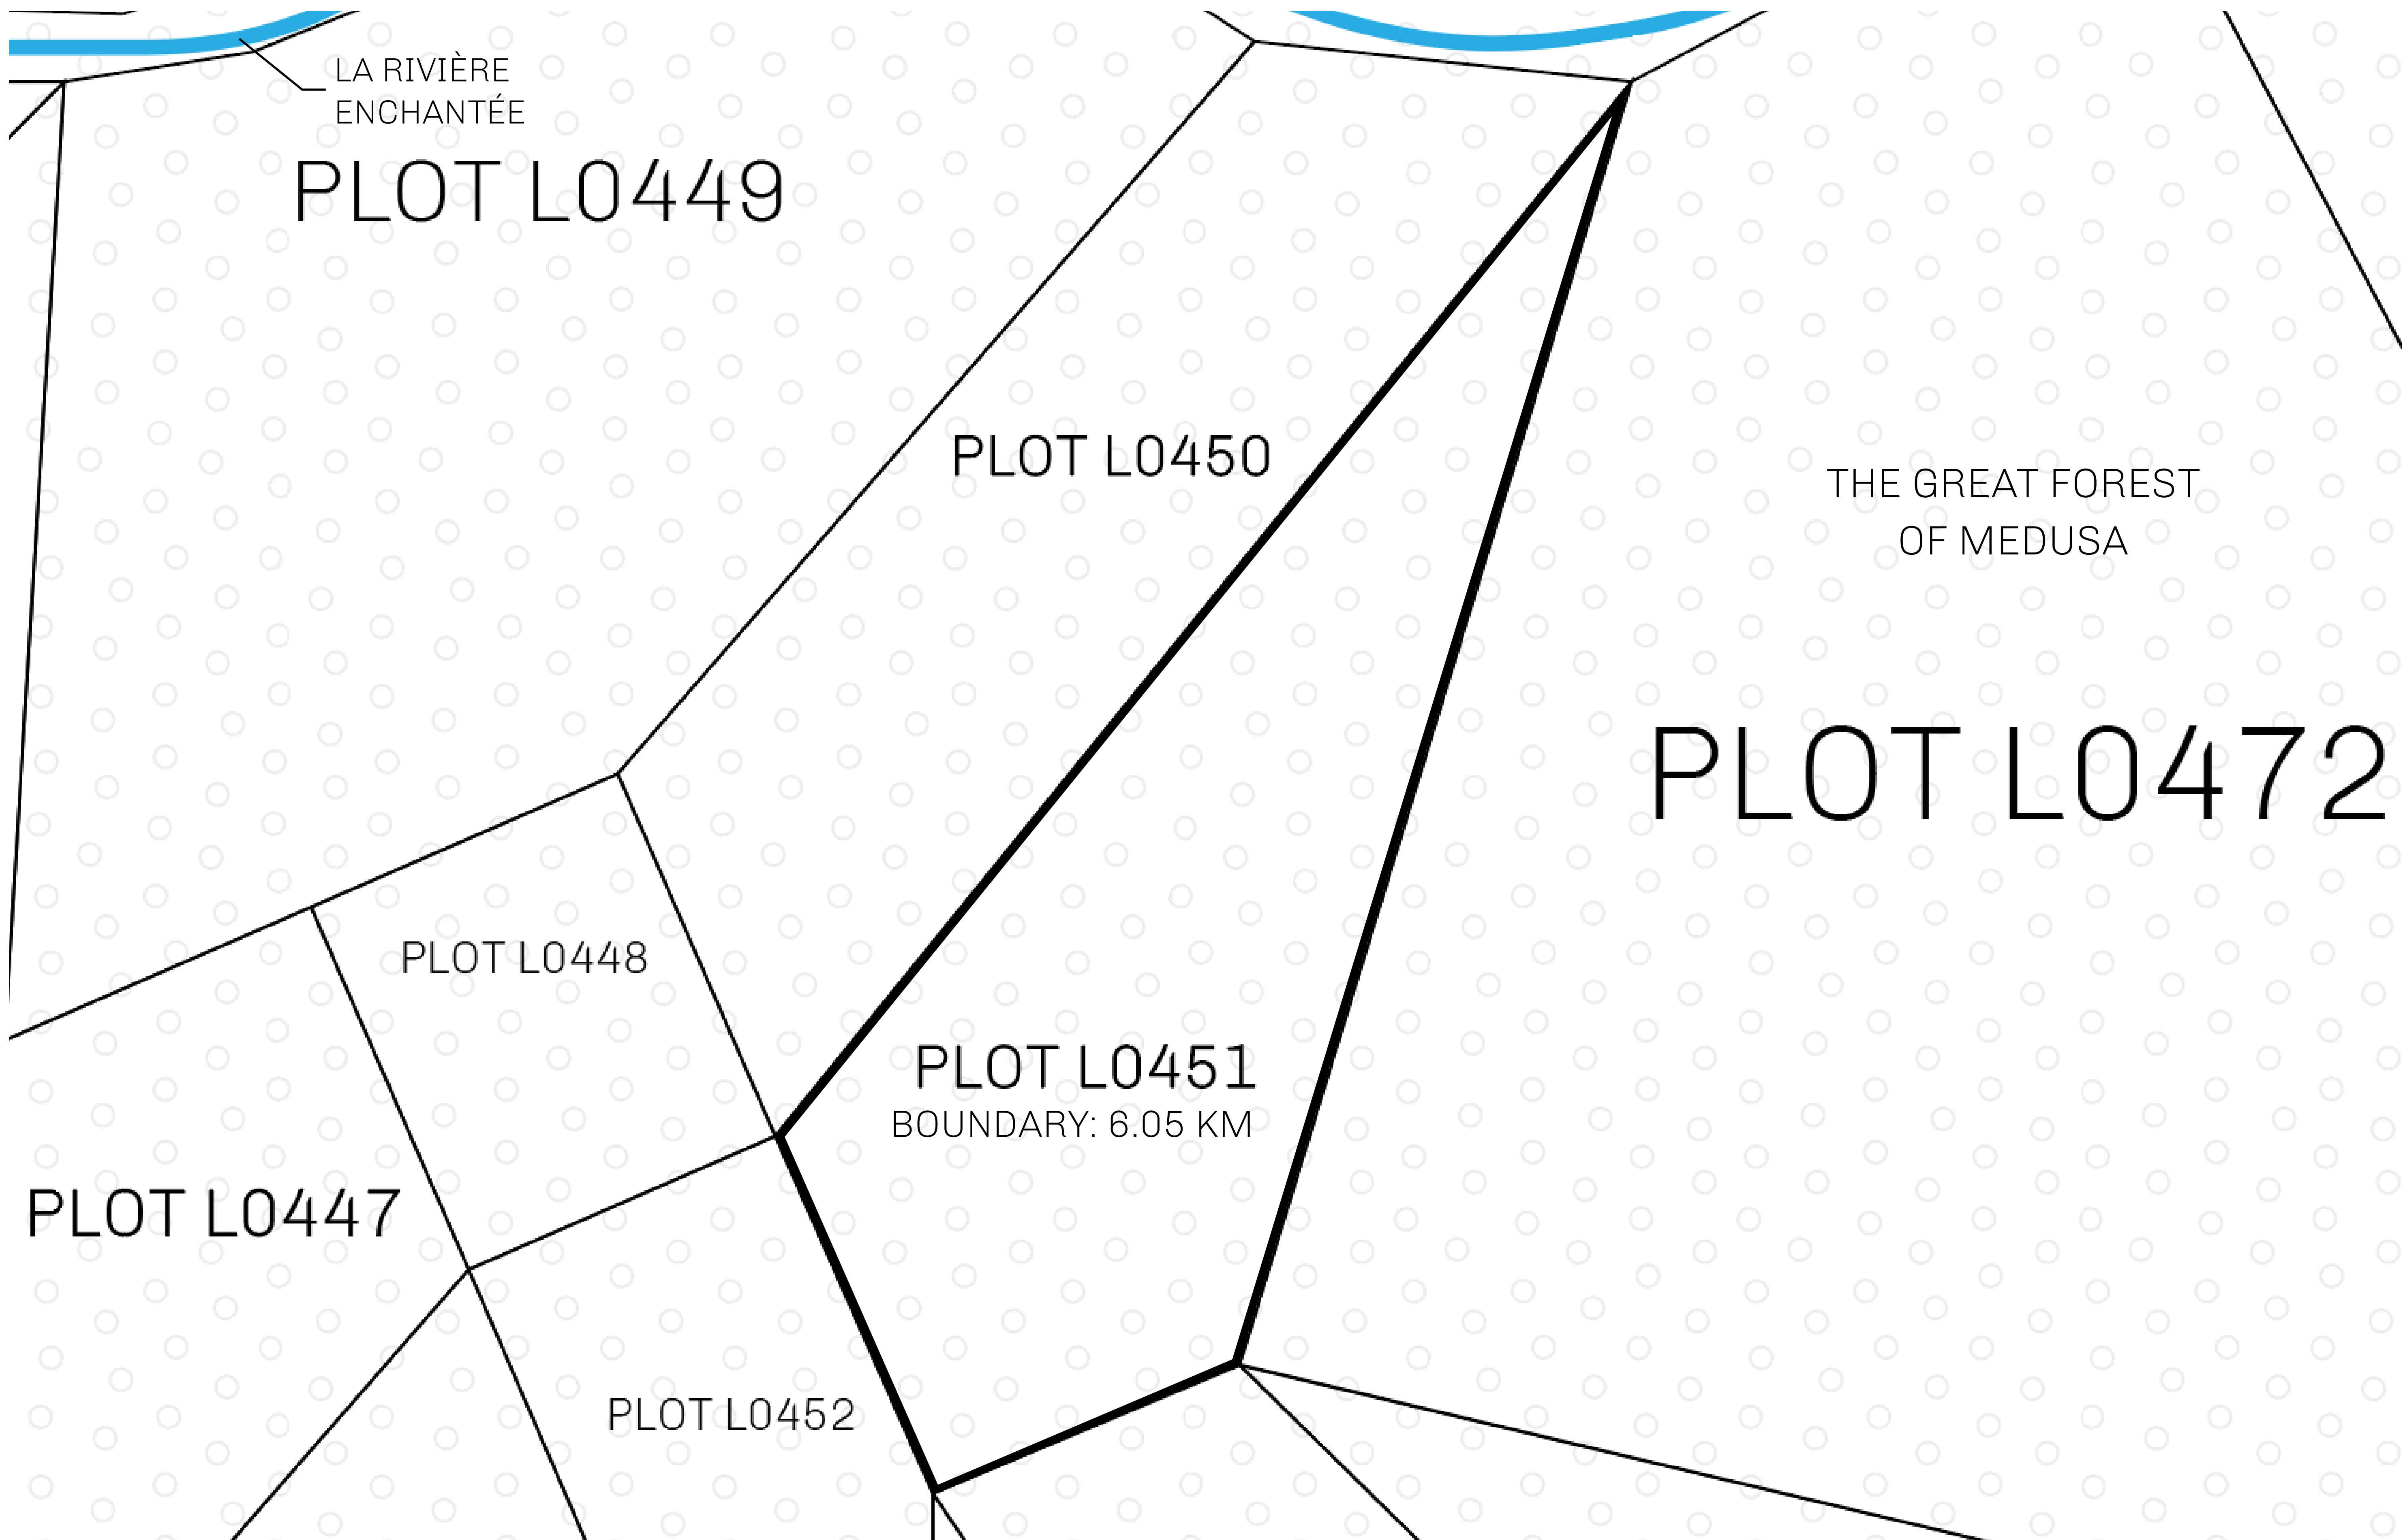 LA RIVIÈRE
ENCHANTÉE
PLOT L0449
PLOT L0450
THE GREAT FOREST
OF MEDUSA
PLOT L0472
PLOT L0448
PLOT L0451
BOUNDARY: 6.05 KM
PLOT L0447
PLOT L0452